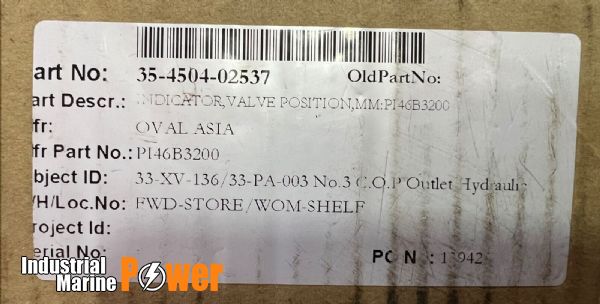 art No: 35-4504-02537 OldPartNo:
art Descr.: INDICATOR,VALVE POSITION,MM:PI46B3200
fr: OVAL ASIA
fr Part No.: PI46B3200
bject ID: 33-XV-136/33-PA-003 No.3 C.O.P Outlet Hydraulic
/H/Loc.No: FWD-STORE/WOM-SHELF
roject Id:
erial No:
Industrial Marine Power